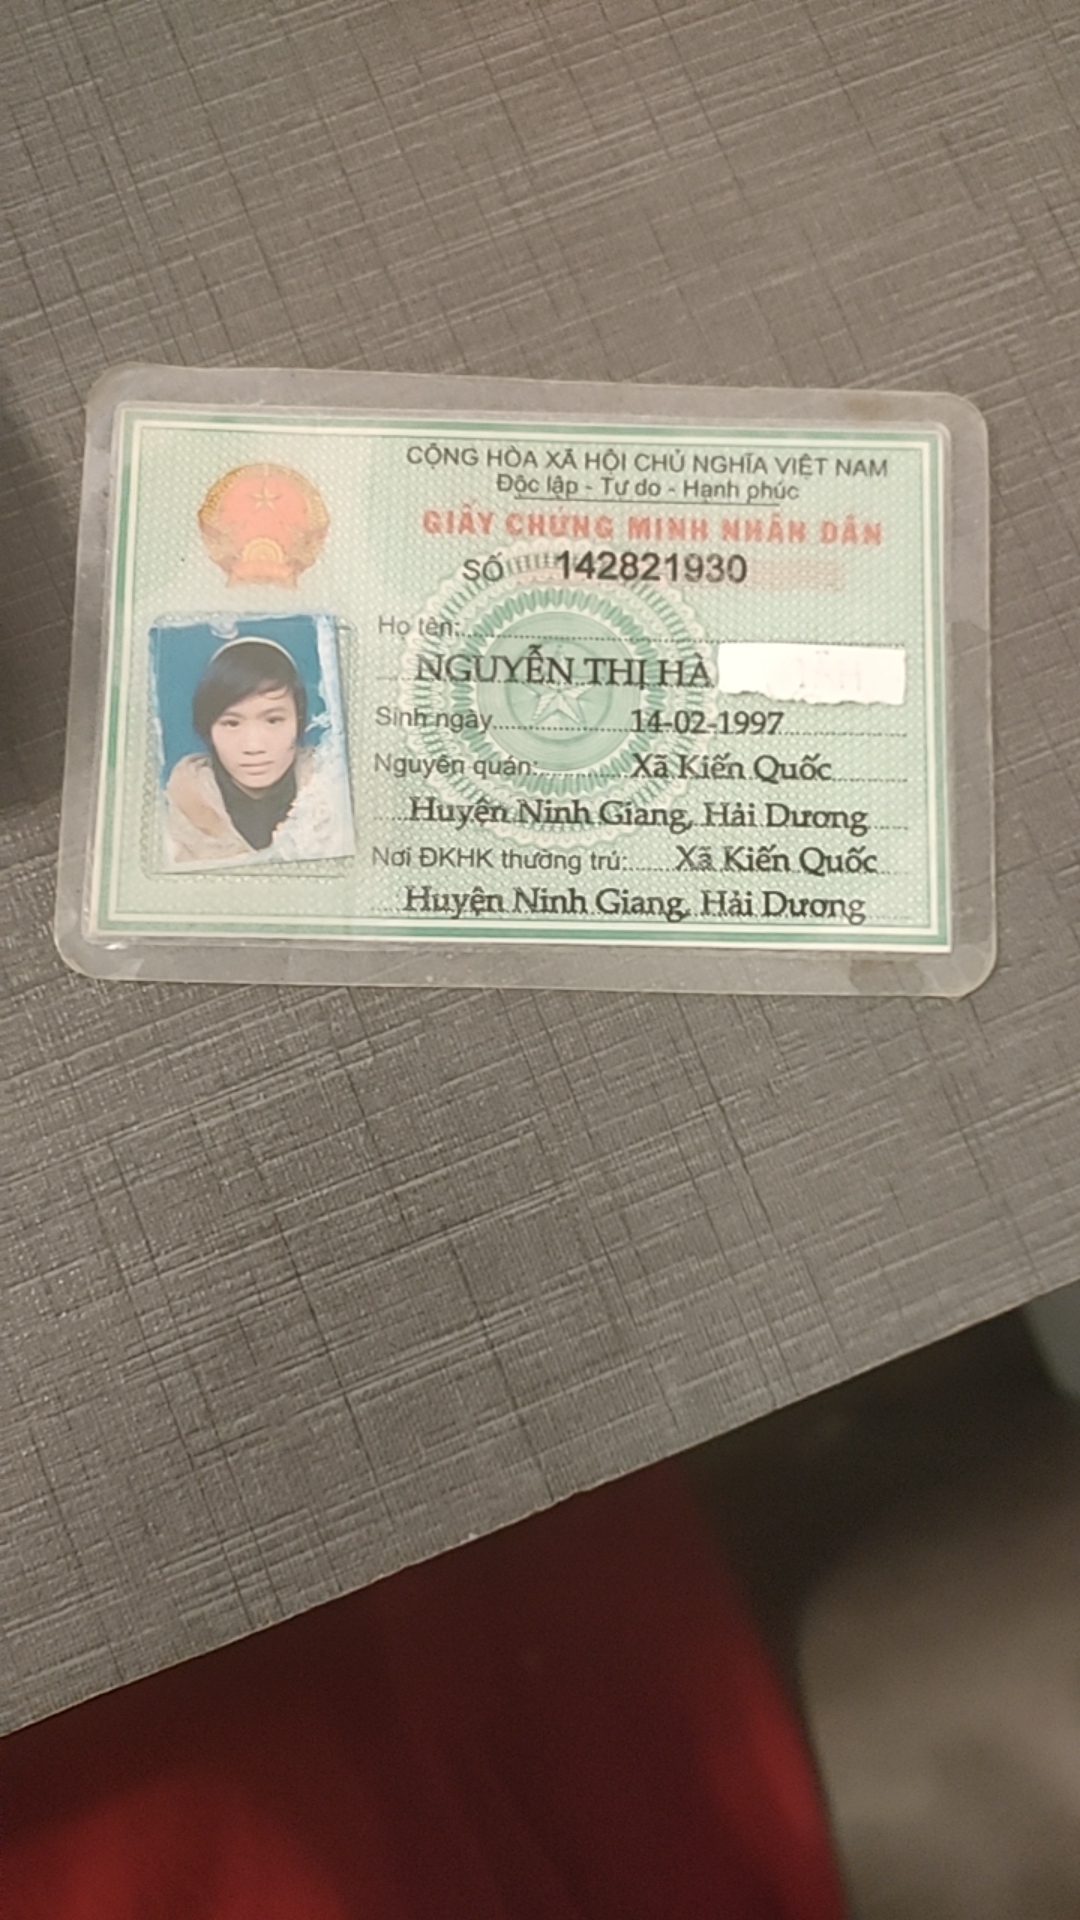 CỘNG HÒA XÃ HỘI CHỦ NGHĨA VIỆT NAM
Độc lập - Tự do - Hạnh phúc
GIẤY CHỨNG MINH NHÂN DÂN
SỐ 142821930
Họ tên:
NGUYỄN THỊ HÀ
Sinh ngày 14-02-1997
Nguyên quán: Xã Kiến Quốc
Huyện Ninh Giang, Hải Dương
Nơi ĐKHK thường trú: Xã Kiến Quốc
Huyện Ninh Giang, Hải Dương